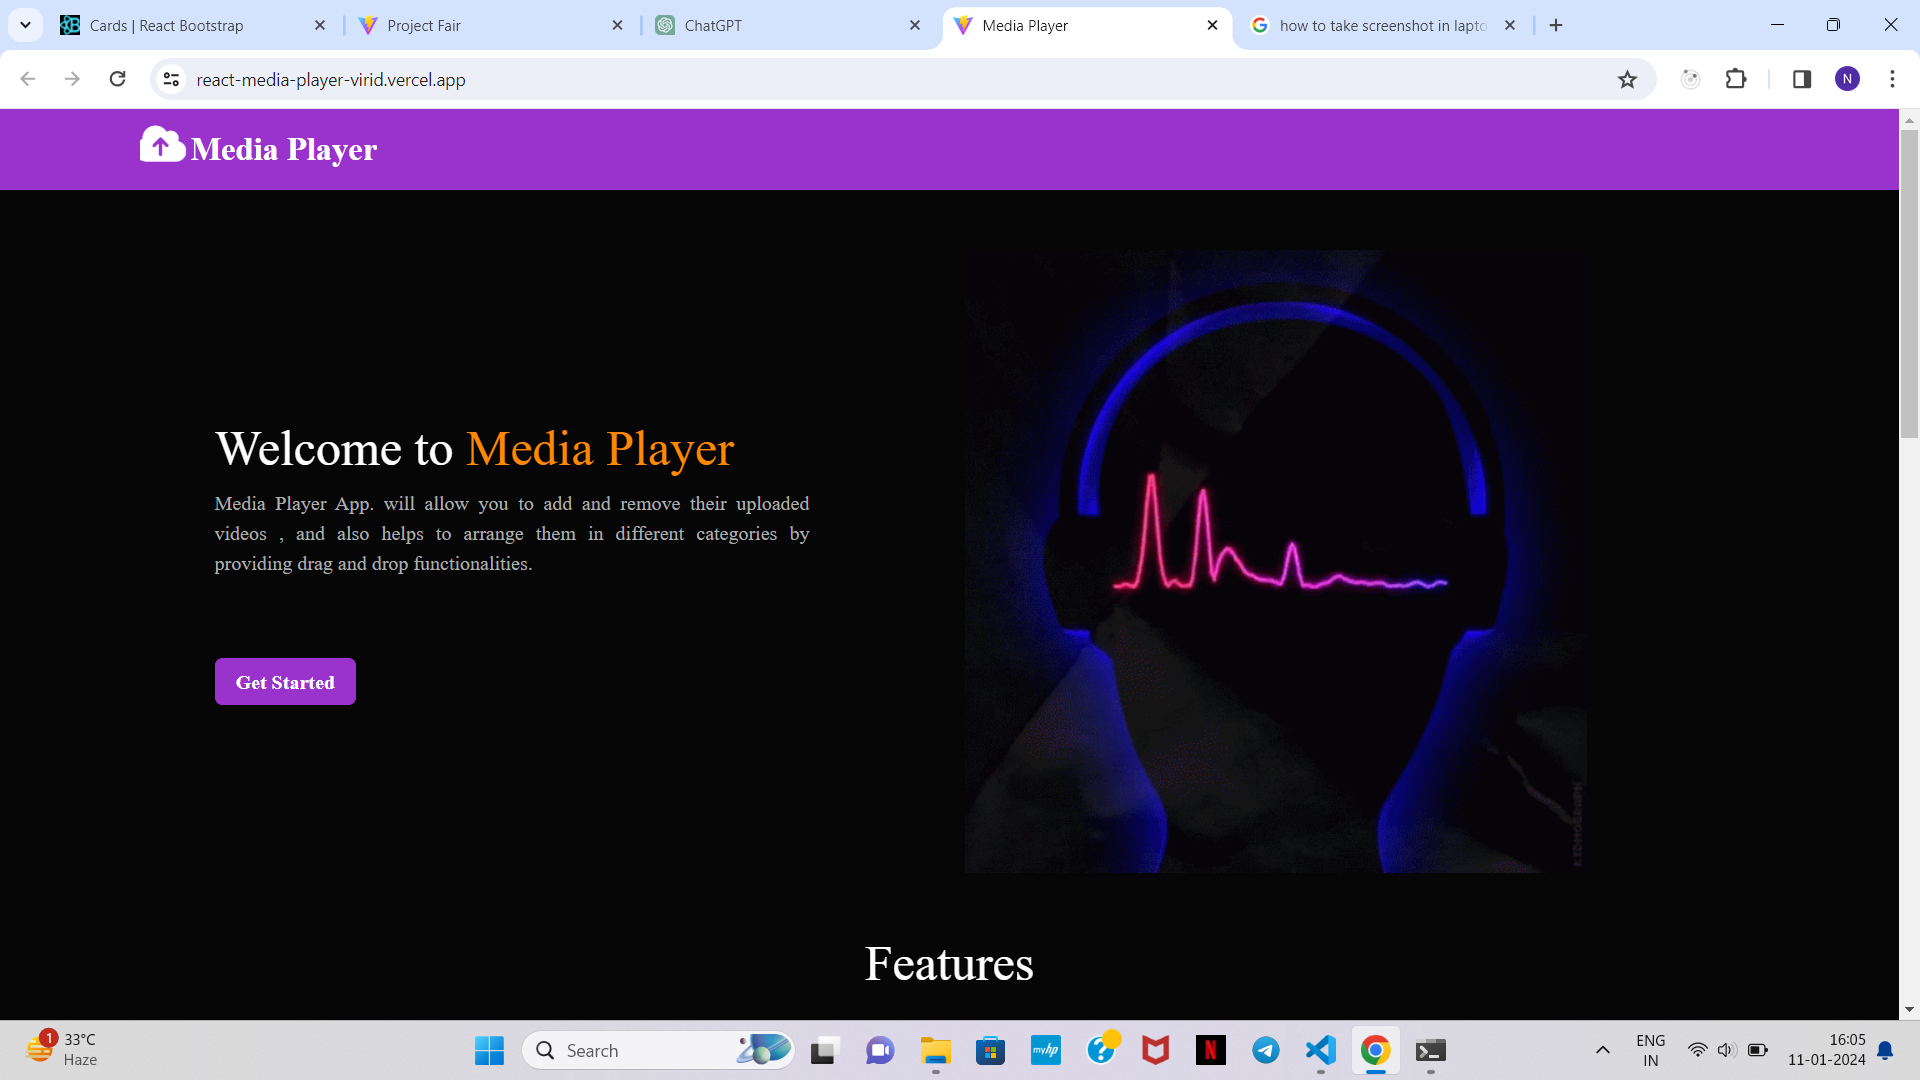 Cards | React Bootstrap
Project Fair
ChatGPT
Media Player
how to take screenshot in lapto
react-media-player-virid.vercel.app
N
Media Player
Welcome to Media Player
Media Player App. will allow you to add and remove their uploaded
videos , and also helps to arrange them in different categories by
providing drag and drop functionalities.
Get Started
KIDMOGRAPH
Features
1
33°C
Haze
Search
myhp
N
ENG
IN
16:05
11-01-2024